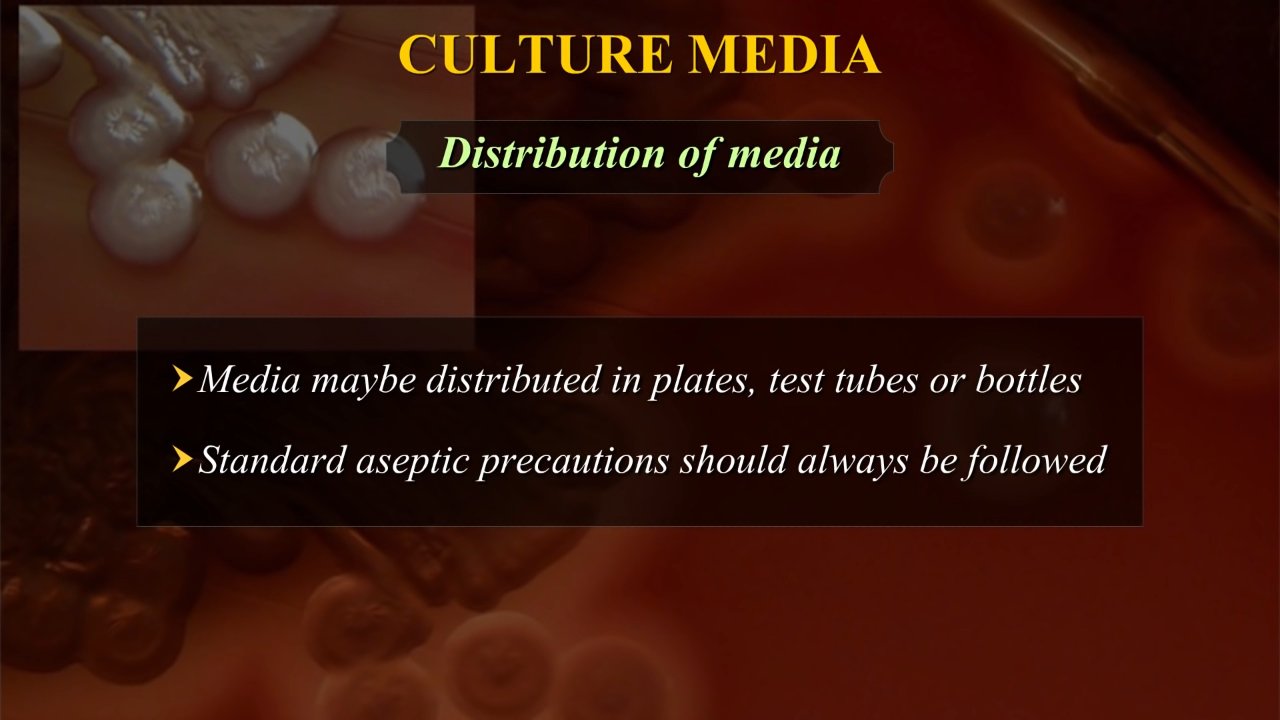 CULTURE MEDIA
Distribution of media
Media maybe distributed in plates, test tubes or bottles
Standard aseptic precautions should always be followed